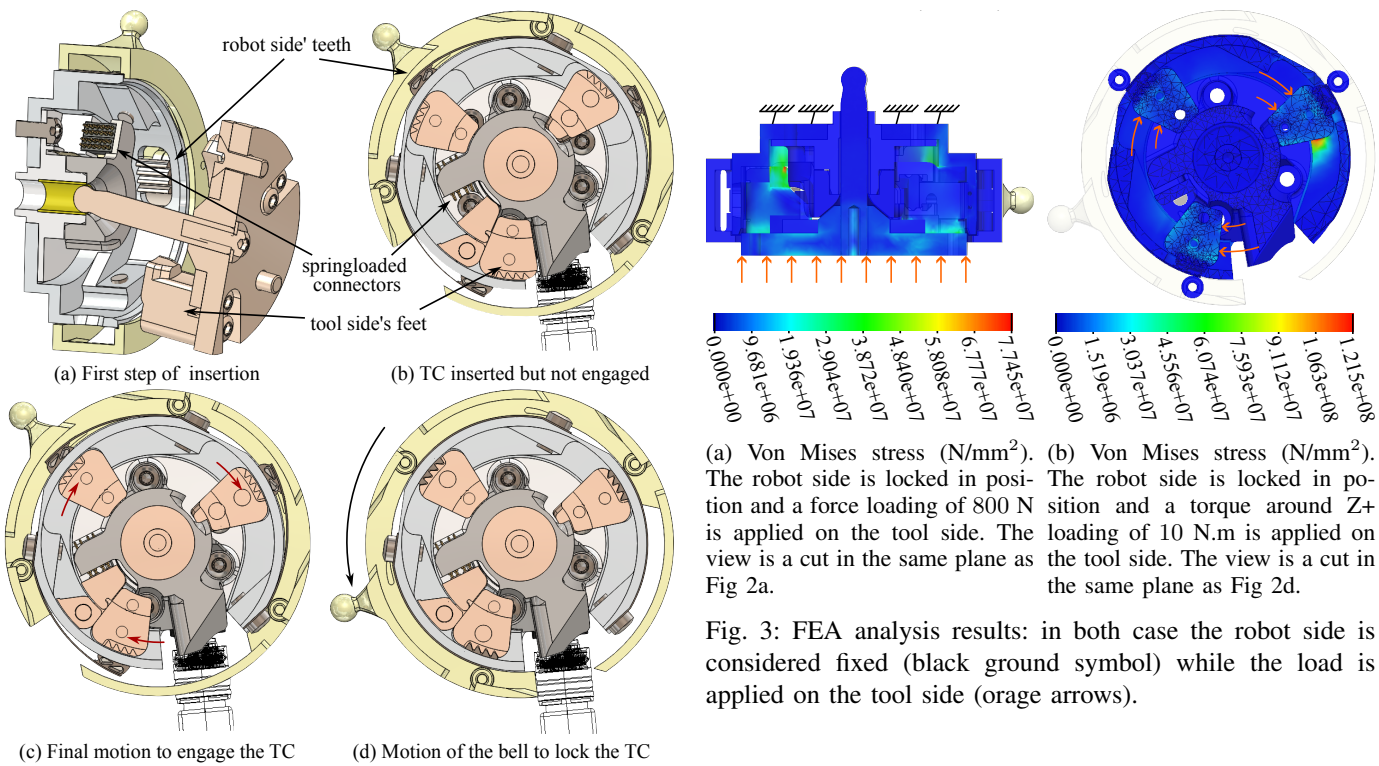 robot side' teeth
springloaded
connectors
tool side's feet
(a) First step of insertion
(b) TC inserted but not engaged
(c) Final motion to engage the TC
(d) Motion of the bell to lock the TC
0.000e+00
9.681e+06
1.936e+07
2.904e+07
3.872e+07
4.840e+07
5.808e+07
6.777e+07
7.745e+07
0.000e+00
1.519e+06
3.037e+07
4.556e+07
6.074e+07
7.593e+07
9.112e+07
1.063e+08
1.215e+08
(a) Von Mises stress (N/mm²).
The robot side is locked in posi-
tion and a force loading of 800 N
is applied on the tool side. The
view is a cut in the same plane as
Fig 2a.
(b) Von Mises stress (N/mm²).
The robot side is locked in po-
sition and a torque around Z+
loading of 10 N.m is applied on
the tool side. The view is a cut in
the same plane as Fig 2d.
Fig. 3: FEA analysis results: in both case the robot side is
considered fixed (black ground symbol) while the load is
applied on the tool side (orage arrows).